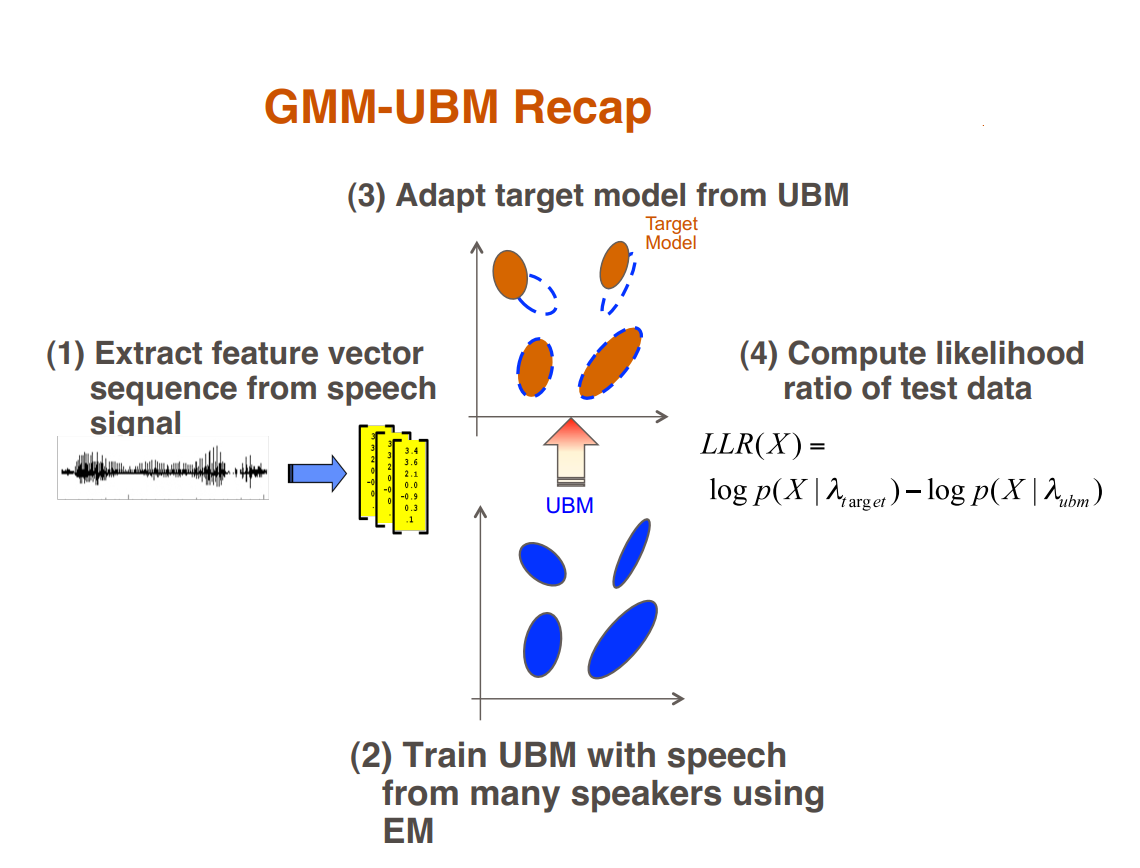 GMM-UBM Recap
(3) Adapt target model from UBM
Target
Model
(1) Extract feature vector
sequence from speech
signal
3.4
3.6
2.1
0.0
-0.9
0.3
.1
(4) Compute likelihood
ratio of test data
LLR(X) =
log p(X | λtarget) − log p(X | λubm)
UBM
(2) Train UBM with speech
from many speakers using
EM